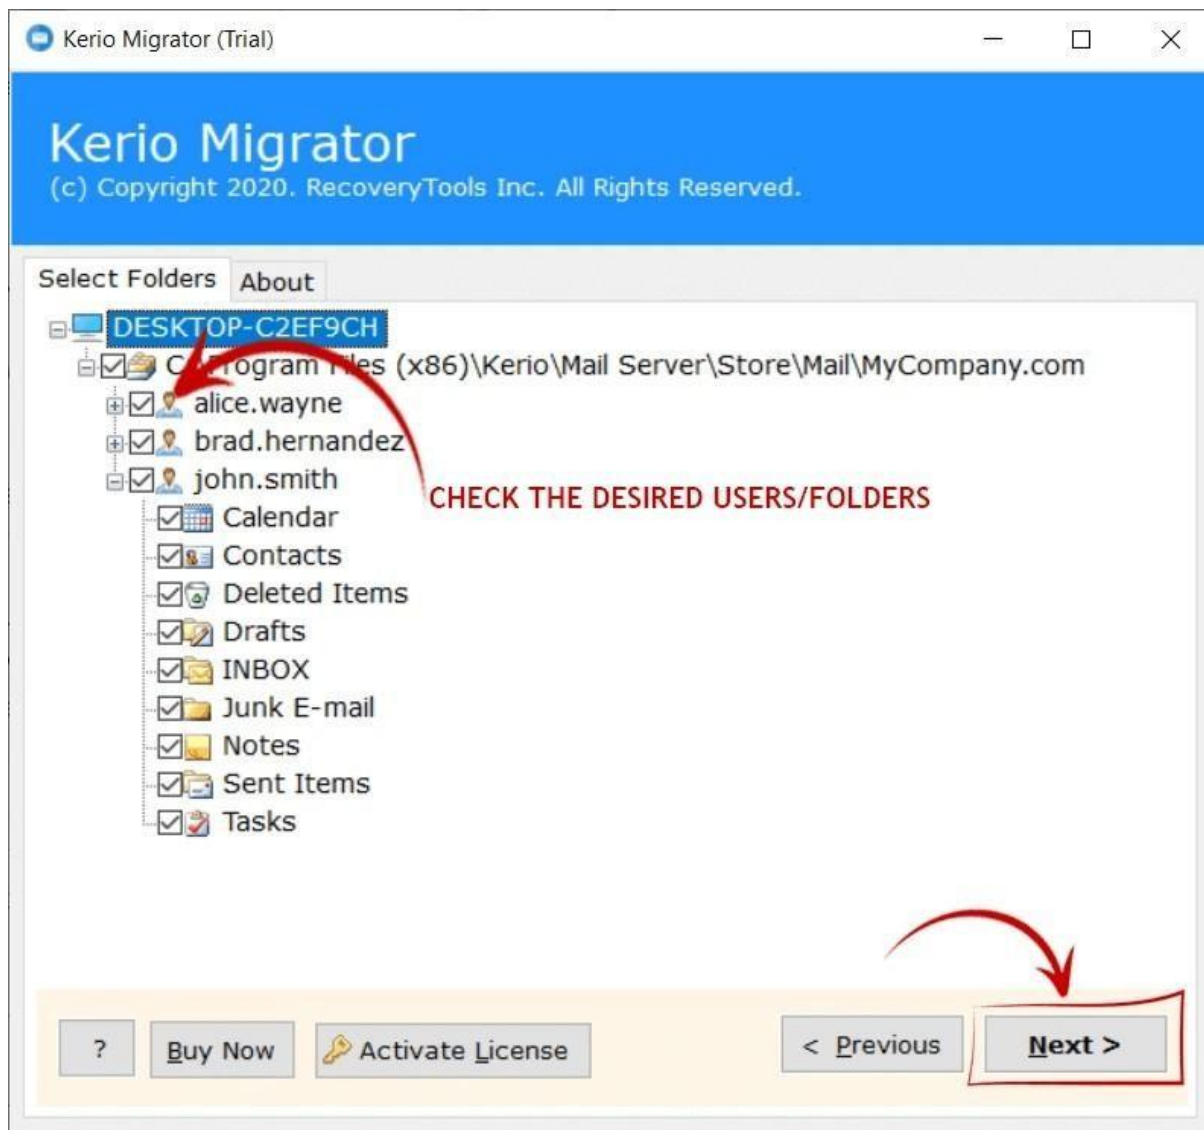 Kerio Migrator (Trial)
Kerio Migrator
(c) Copyright 2020. RecoveryTools Inc. All Rights Reserved.
Select Folders About
DESKTOP-C2EF9CH
(x86)\Kerio\Mail Server\Store\Mail\MyCompany.com
alice.wayne
brad.hernandez
john.smith
CHECK THE DESIRED USERS/FOLDERS
Calendar
Contacts
Deleted Items
Drafts
INBOX
Junk E-mail
Notes
Sent Items
Tasks
? Buy Now Activate License < Previous Next >